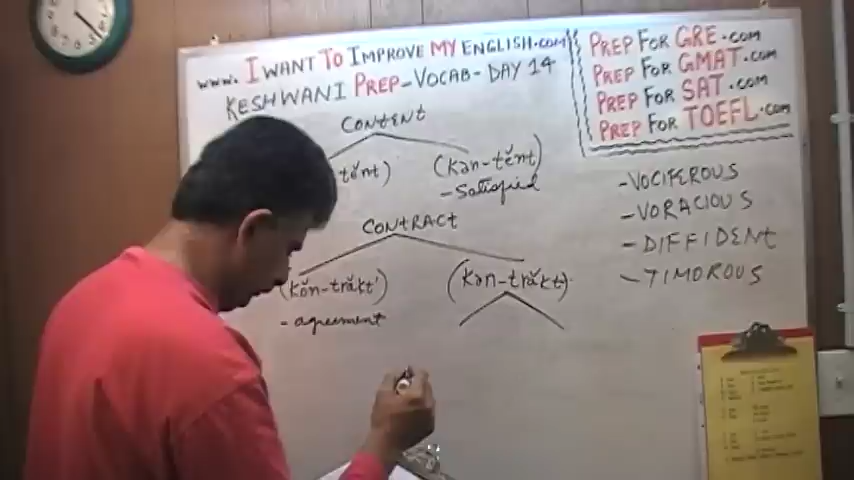 www. I WANT TO IMPROVE MY ENGLISH.com
KESHWANI PREP-VOCAB-DAY 14
PREP FOR GRE.com
PREP FOR GMAT.com
PREP FOR SAT.com
PREP FOR TOEFL.com
CONTENT
tĕnt)
(Kən-tĕnt)
-Satisfied
CONTRACT
(kŏn-trăkt')
-agreement
(Kən-trăkt)
-VOCIFEROUS
-VORACIOUS
-DIFFIDENT
-TIMOROUS